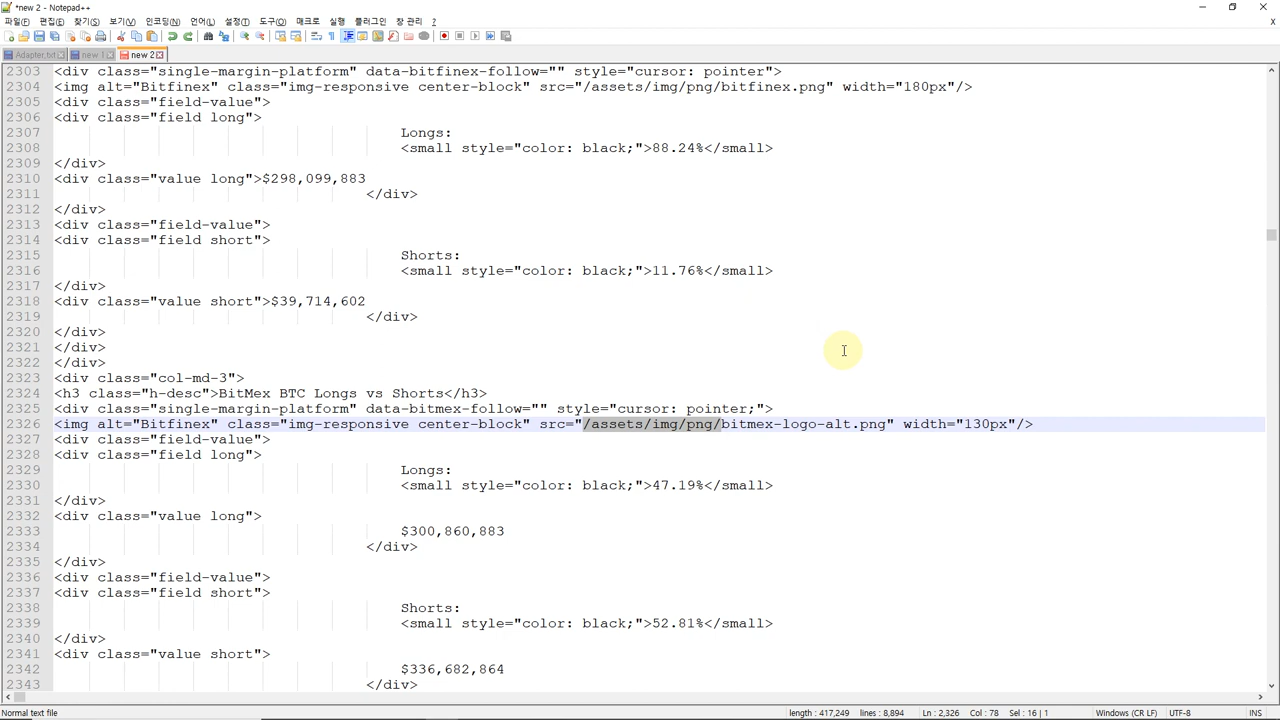 *new 2 - Notepad++
파일(F) 편집(E) 찾기(S) 보기(V) 인코딩(N) 언어(L) 설정(T) 도구(O) 매크로 실행 플러그인 창 관리 ?
Adapter.txt new 1 new 2
2303 <div class="single-margin-platform" data-bitfinex-follow="" style="cursor: pointer">
2304 <img alt="Bitfinex" class="img-responsive center-block" src="/assets/img/png/bitfinex.png" width="180px"/>
2305 <div class="field-value">
2306 <div class="field long">
2307 Longs:
2308 <small style="color: black;">88.24%</small>
2309 </div>
2310 <div class="value long">$298,099,883
2311 </div>
2312 </div>
2313 <div class="field-value">
2314 <div class="field short">
2315 Shorts:
2316 <small style="color: black;">11.76%</small>
2317 </div>
2318 <div class="value short">$39,714,602
2319 </div>
2320 </div>
2321 </div>
2322 </div>
2323 <div class="col-md-3">
2324 <h3 class="h-desc">BitMex BTC Longs vs Shorts</h3>
2325 <div class="single-margin-platform" data-bitmex-follow="" style="cursor: pointer;">
2326 <img alt="Bitfinex" class="img-responsive center-block" src="/assets/img/png/bitmex-logo-alt.png" width="130px"/>
2327 <div class="field-value">
2328 <div class="field long">
2329 Longs:
2330 <small style="color: black;">47.19%</small>
2331 </div>
2332 <div class="value long">
2333 $300,860,883
2334 </div>
2335 </div>
2336 <div class="field-value">
2337 <div class="field short">
2338 Shorts:
2339 <small style="color: black;">52.81%</small>
2340 </div>
2341 <div class="value short">
2342 $336,682,864
2343 </div>
Normal text file length : 417,249 lines : 8,894 Ln : 2,326 Col : 78 Sel : 16 | 1 Windows (CR LF) UTF-8 INS